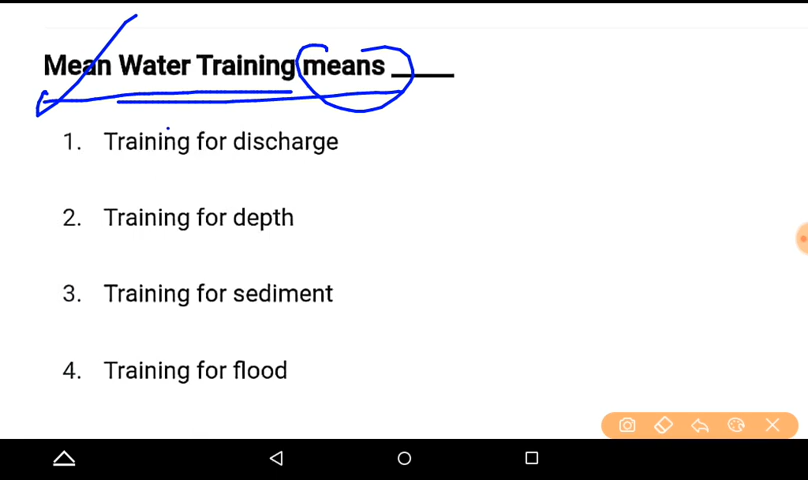 Mean Water Training means _____
1. Training for discharge
2. Training for depth
3. Training for sediment
4. Training for flood